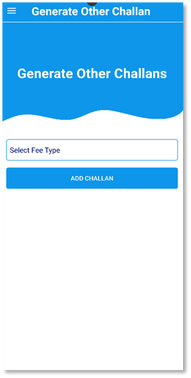 Generate Other Challan
Generate Other Challans
Select Fee Type
ADD CHALLAN